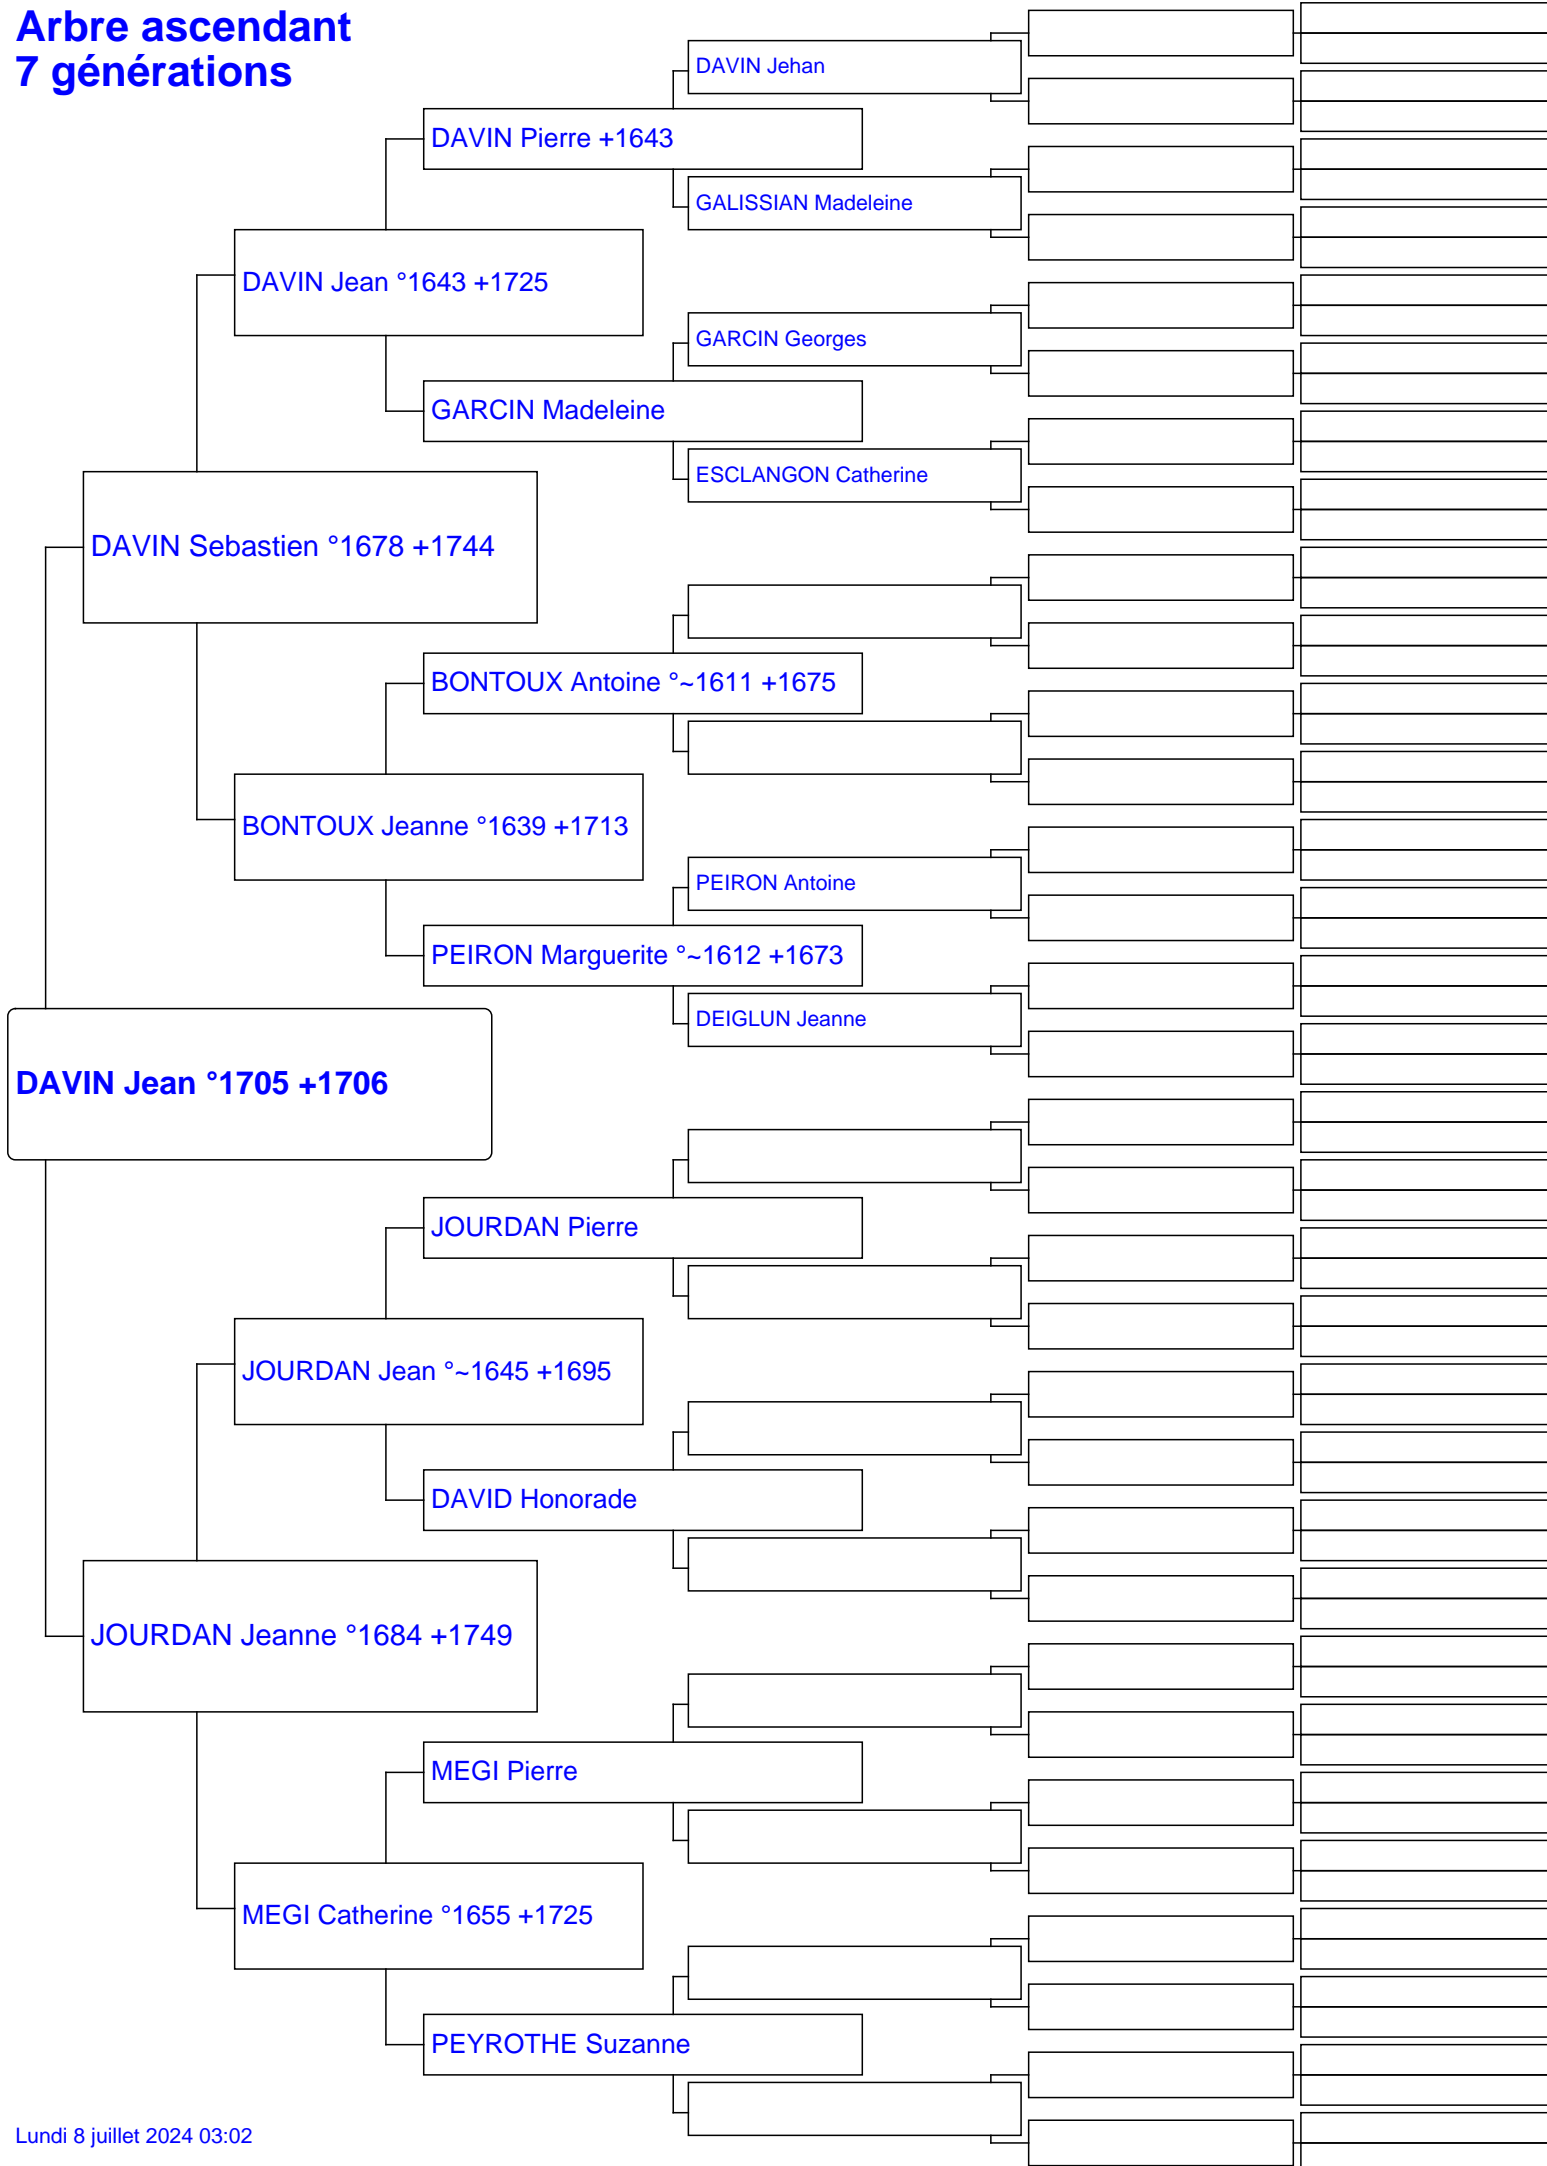 Arbre ascendant
7 générations
DAVIN Jehan
DAVIN Pierre +1643
GALISSIAN Madeleine
DAVIN Jean °1643 +1725
GARCIN Georges
GARCIN Madeleine
ESCLANGON Catherine
DAVIN Sebastien °1678 +1744
BONTOUX Antoine °~1611 +1675
BONTOUX Jeanne °1639 +1713
PEIRON Antoine
PEIRON Marguerite °~1612 +1673
DEIGLUN Jeanne
DAVIN Jean °1705 +1706
JOURDAN Pierre
JOURDAN Jean °~1645 +1695
DAVID Honorade
JOURDAN Jeanne °1684 +1749
MEGI Pierre
MEGI Catherine °1655 +1725
PEYROTHE Suzanne
Lundi 8 juillet 2024 03:02